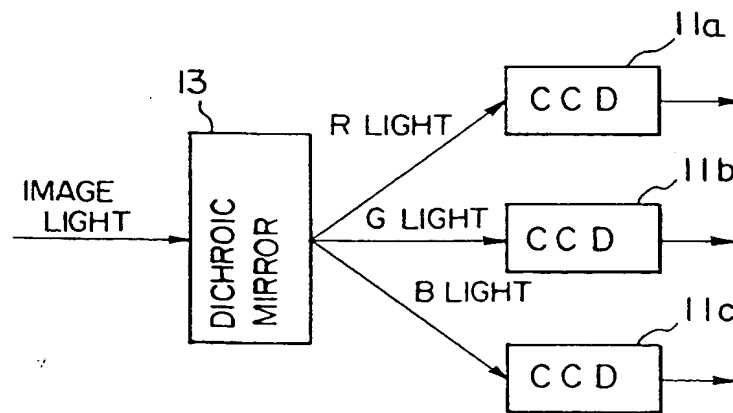 11a
13
CCD
R LIGHT
11b
IMAGE
LIGHT
G LIGHT
CCD
DICHROIC
MIRROR
B LIGHT
11c
CCD